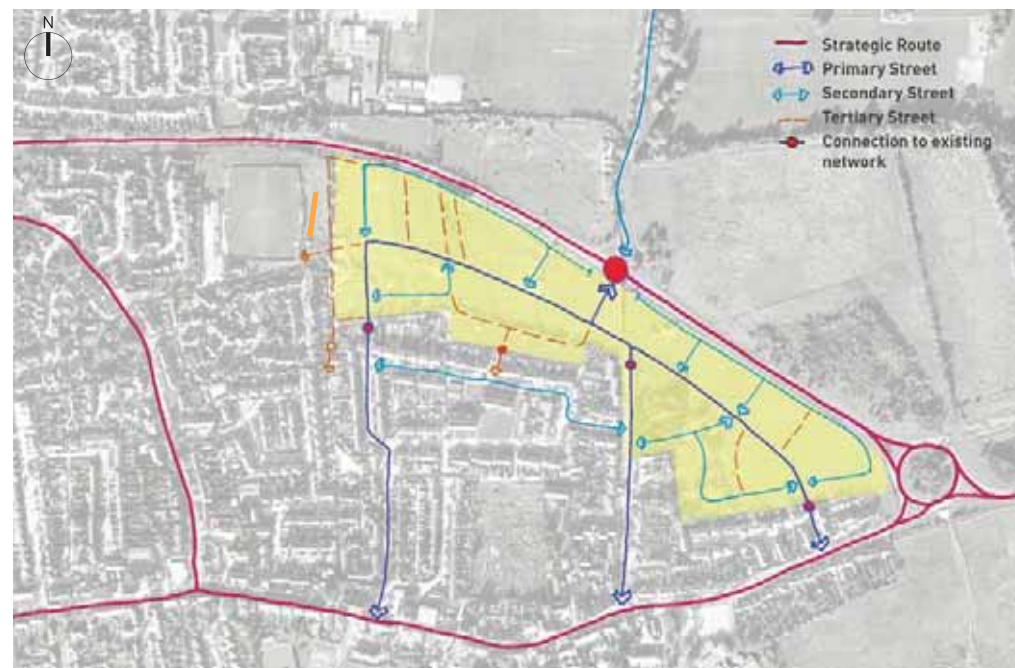 N
Strategic Route
Primary Street
Secondary Street
Tertiary Street
Connection to existing
network